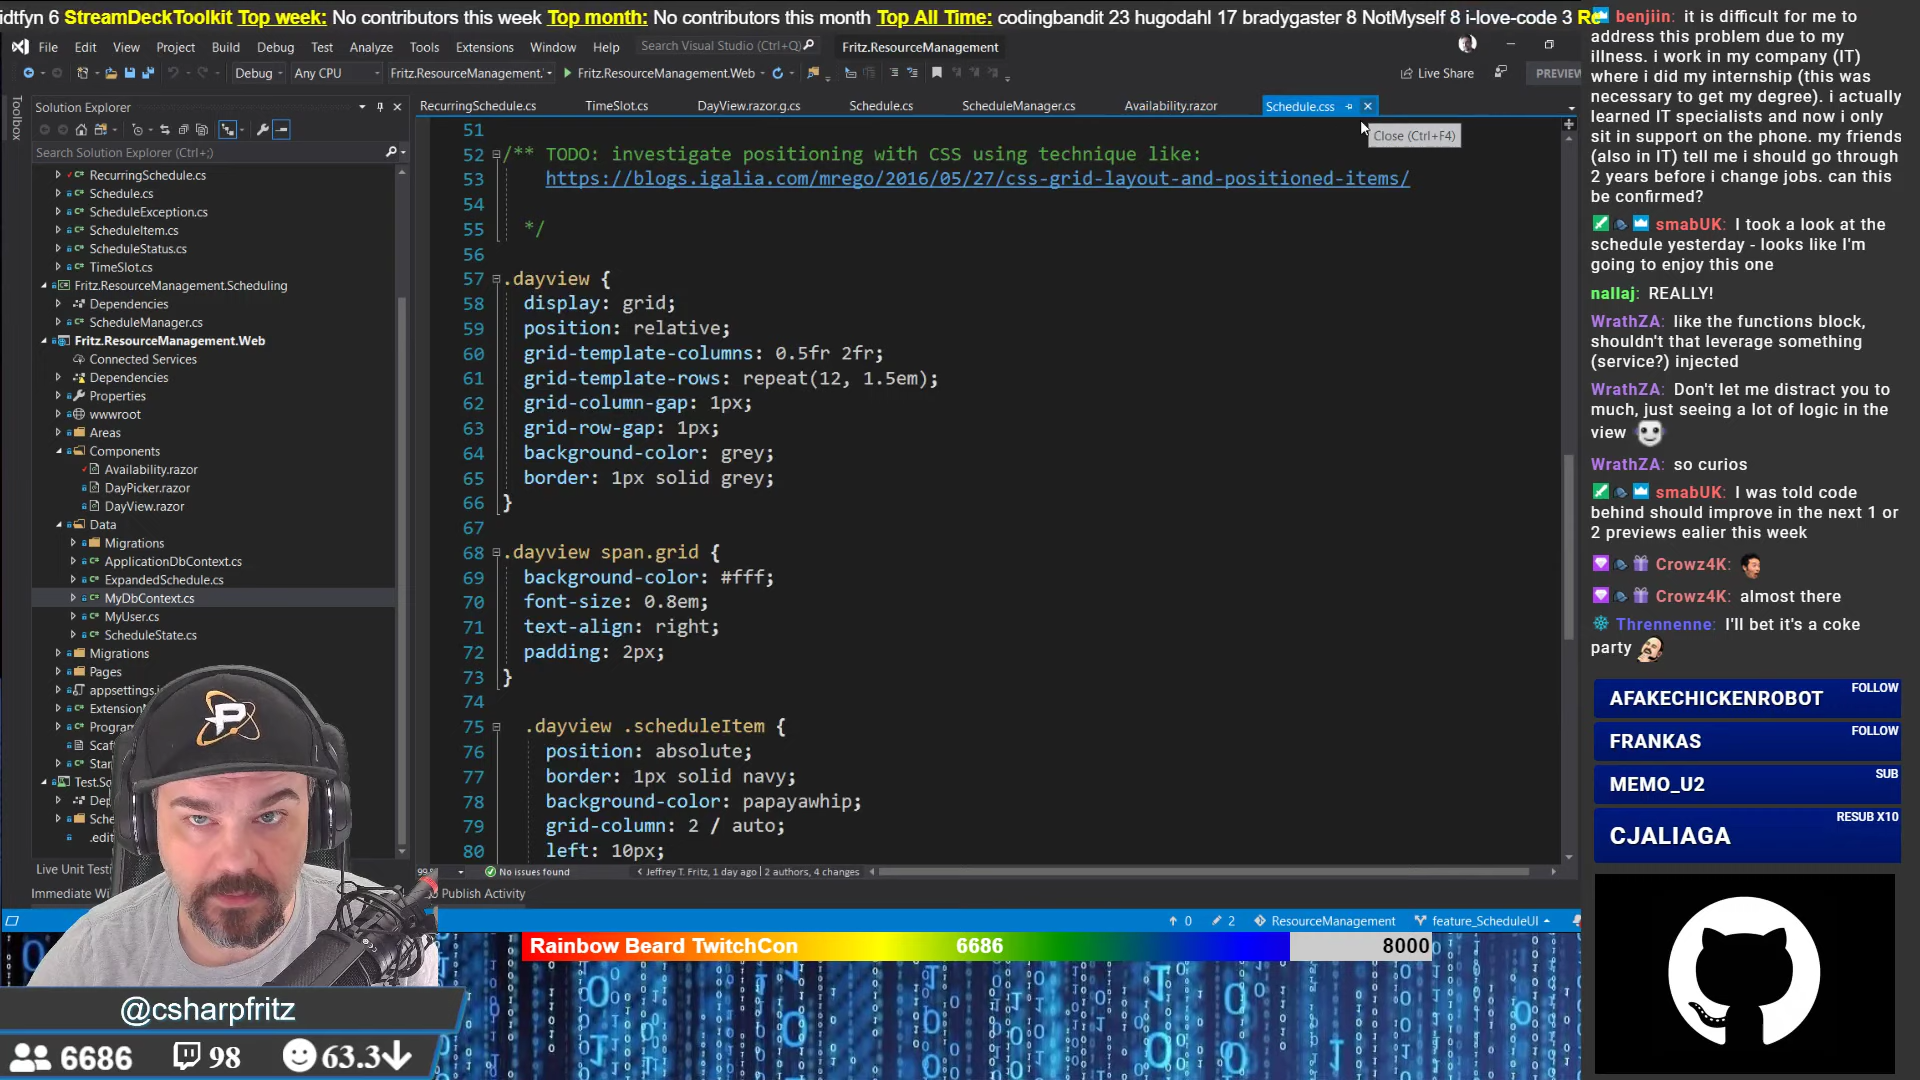 idtfyn 6 StreamDeckToolkit Top week: No contributors this week Top month: No contributors this month Top All Time: codingbandit 23 hugodahl 17 bradygaster 8 NotMyself 8 i-love-code 3
File Edit View Project Build Debug Test Analyze Tools Extensions Window Help Search Visual Studio (Ctrl+Q) Fritz.ResourceManagement
Debug Any CPU Fritz.ResourceManagement. Fritz.ResourceManagement.Web Live Share PREVIEW
Toolbox
Solution Explorer
Search Solution Explorer (Ctrl+;)
RecurringSchedule.cs
Schedule.cs
ScheduleException.cs
ScheduleItem.cs
ScheduleStatus.cs
TimeSlot.cs
Fritz.ResourceManagement.Scheduling
Dependencies
ScheduleManager.cs
Fritz.ResourceManagement.Web
Connected Services
Dependencies
Properties
wwwroot
Areas
Components
Availability.razor
DayPicker.razor
DayView.razor
Data
Migrations
ApplicationDbContext.cs
ExpandedSchedule.cs
MyDbContext.cs
MyUser.cs
ScheduleState.cs
Migrations
Pages
appsettings.
Extension
Program
Scaf
Star
Test.Sc
Dep
Sche
.edit
Live Unit Testi
Immediate Wi
RecurringSchedule.cs TimeSlot.cs DayView.razor.g.cs Schedule.cs ScheduleManager.cs Availability.razor Schedule.css
Close (Ctrl+F4)
51
52 /** TODO: investigate positioning with CSS using technique like:
53 https://blogs.igalia.com/mrego/2016/05/27/css-grid-layout-and-positioned-items/
54
55 */
56
57 .dayview {
58 display: grid;
59 position: relative;
60 grid-template-columns: 0.5fr 2fr;
61 grid-template-rows: repeat(12, 1.5em);
62 grid-column-gap: 1px;
63 grid-row-gap: 1px;
64 background-color: grey;
65 border: 1px solid grey;
66 }
67
68 .dayview span.grid {
69 background-color: #fff;
70 font-size: 0.8em;
71 text-align: right;
72 padding: 2px;
73 }
74
75 .dayview .scheduleItem {
76 position: absolute;
77 border: 1px solid navy;
78 background-color: papayawhip;
79 grid-column: 2 / auto;
80 left: 10px;
No issues found Jeffrey T. Fritz, 1 day ago | 2 authors, 4 changes
Publish Activity
0 2 ResourceManagement feature_ScheduleUI
Rainbow Beard TwitchCon 6686 8000
@csharpfritz
6686 98 63.3
benjiin: it is difficult for me to
address this problem due to my
illness. i work in my company (IT)
where i did my internship (this was
necessary to get my degree). i actually
learned IT specialists and now i only
sit in support on the phone. my friends
(also in IT) tell me i should go through
2 years before i change jobs. can this
be confirmed?
smabUK: I took a look at the
schedule yesterday - looks like I'm
going to enjoy this one
nallaj: REALLY!
WrathZA: like the functions block,
shouldn't that leverage something
(service?) injected
WrathZA: Don't let me distract you to
much, just seeing a lot of logic in the
view
WrathZA: so curios
smabUK: I was told code
behind should improve in the next 1 or
2 previews ealier this week
Crowz4K:
Crowz4K: almost there
Thrennenne: I'll bet it's a coke
party
AFAKECHICKENROBOT FOLLOW
FRANKAS FOLLOW
MEMO_U2 SUB
CJALIAGA RESUB X10